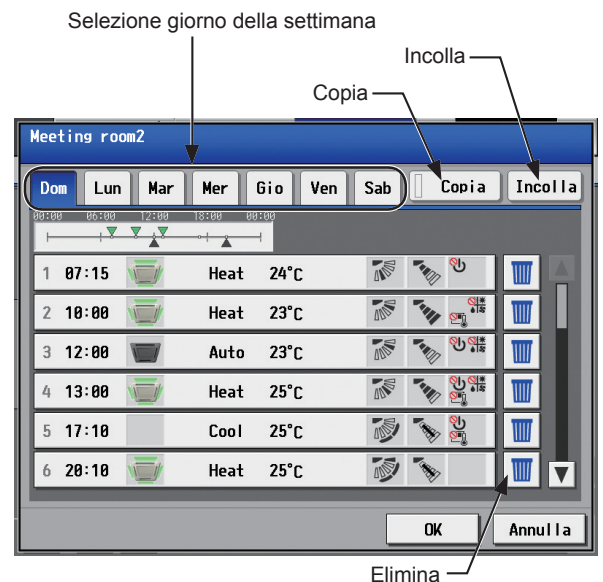 Selezione giorno della settimana
Incolla
Copia
Meeting room2
Dom Lun Mar Mer Gio Ven Sab Copia Incolla
00:00 06:00 12:00 18:00 00:00
1 07:15 Heat 24°C
2 10:00 Heat 23°C
3 12:00 Auto 23°C
4 13:00 Heat 25°C
5 17:10 Cool 25°C
6 20:10 Heat 25°C
OK Annulla
Elimina